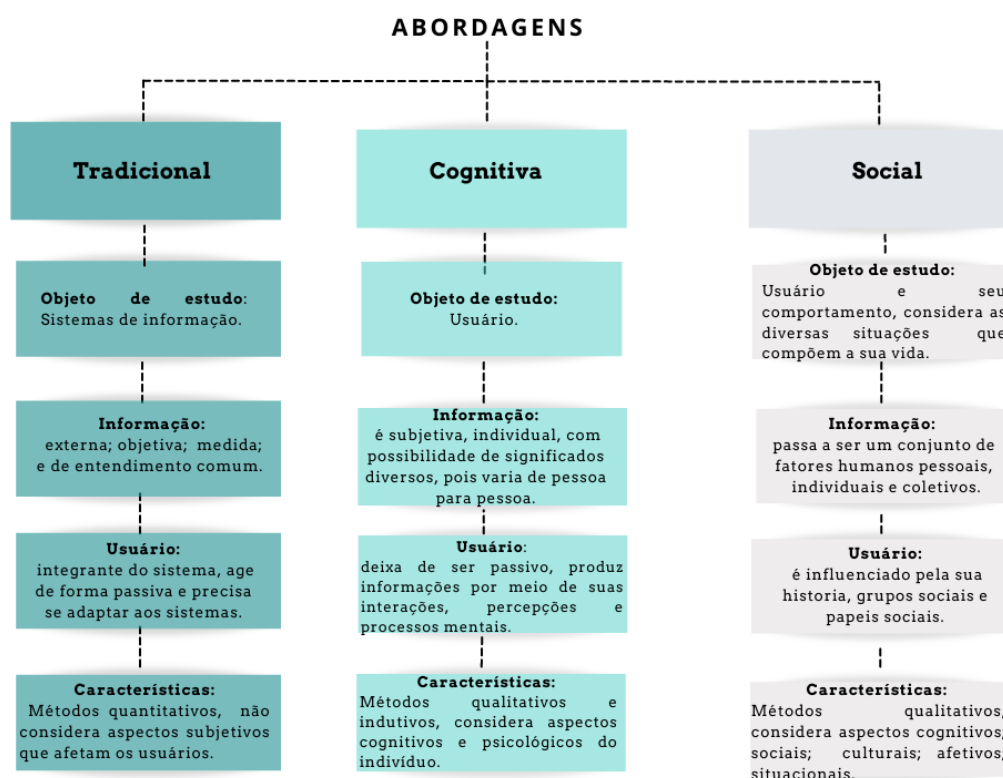 ABORDAGENS
Tradicional
Objeto de estudo:
Sistemas de informação.
Informação:
externa; objetiva; medida;
e de entendimento comum.
Usuário:
integrante do sistema, age
de forma passiva e precisa
se adaptar aos sistemas.
Características:
Métodos quantitativos, não
considera aspectos subjetivos
que afetam os usuários.
Cognitiva
Objeto de estudo:
Usuário.
Informação:
é subjetiva, individual, com
possibilidade de significados
diversos, pois varia de pessoa
para pessoa.
Usuário:
deixa de ser passivo, produz
informações por meio de suas
interações, percepções e
processos mentais.
Características:
Métodos qualitativos e
indutivos, considera aspectos
cognitivos e psicológicos do
indivíduo.
Social
Objeto de estudo:
Usuário e seu
comportamento, considera as
diversas situações que
compõem a sua vida.
Informação:
passa a ser um conjunto de
fatores humanos pessoais,
individuais e coletivos.
Usuário:
é influenciado pela sua
historia, grupos sociais e
papeis sociais.
Características:
Métodos qualitativos,
considera aspectos cognitivos;
sociais; culturais; afetivos;
situacionais.